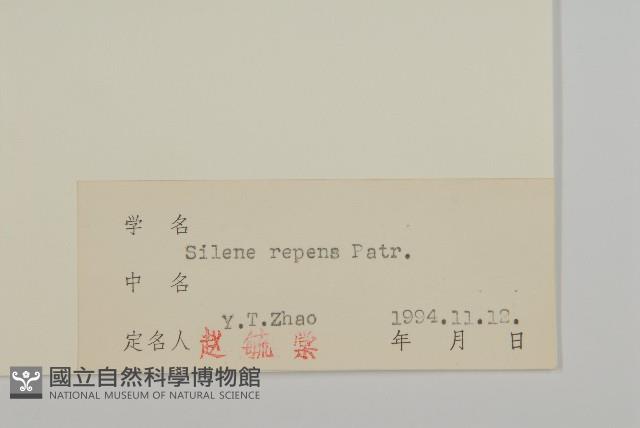 学 名
Silene repens Patr.
中 名
Y.T.Zhao 1994.11.12.
定名人 赵毓棠 年 月 日
國立自然科學博物館
NATIONAL MUSEUM OF NATURAL SCIENCE